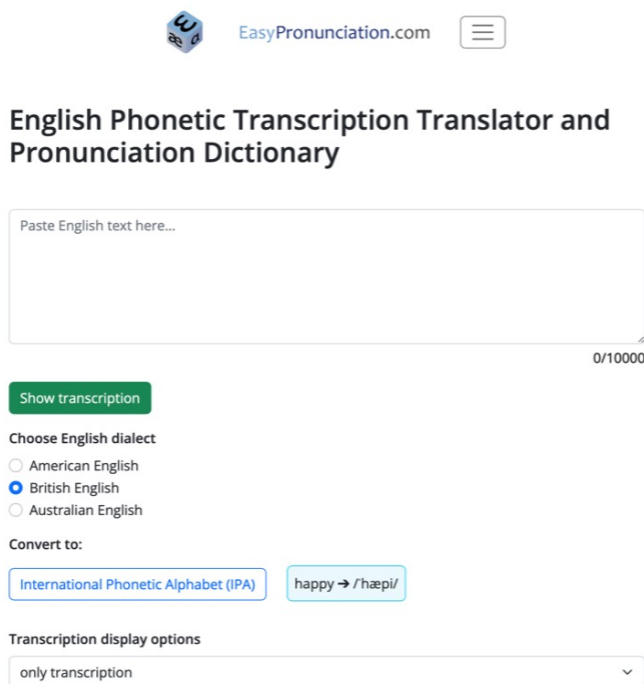 EasyPronunciation.com
English Phonetic Transcription Translator and
Pronunciation Dictionary
Paste English text here...
0/10000
Show transcription
Choose English dialect
American English
British English
Australian English
Convert to:
International Phonetic Alphabet (IPA)
happy ➔ /ˈhæpi/
Transcription display options
only transcription